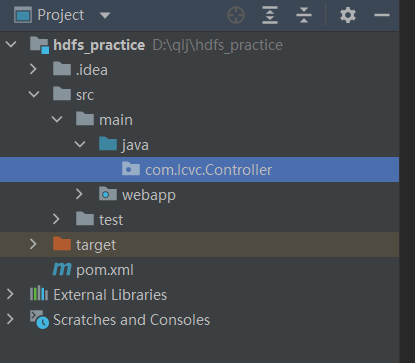 Project
hdfs_practice D:\qlj\hdfs_practice
.idea
src
main
java
com.lcvc.Controller
webapp
test
target
pom.xml
External Libraries
Scratches and Consoles